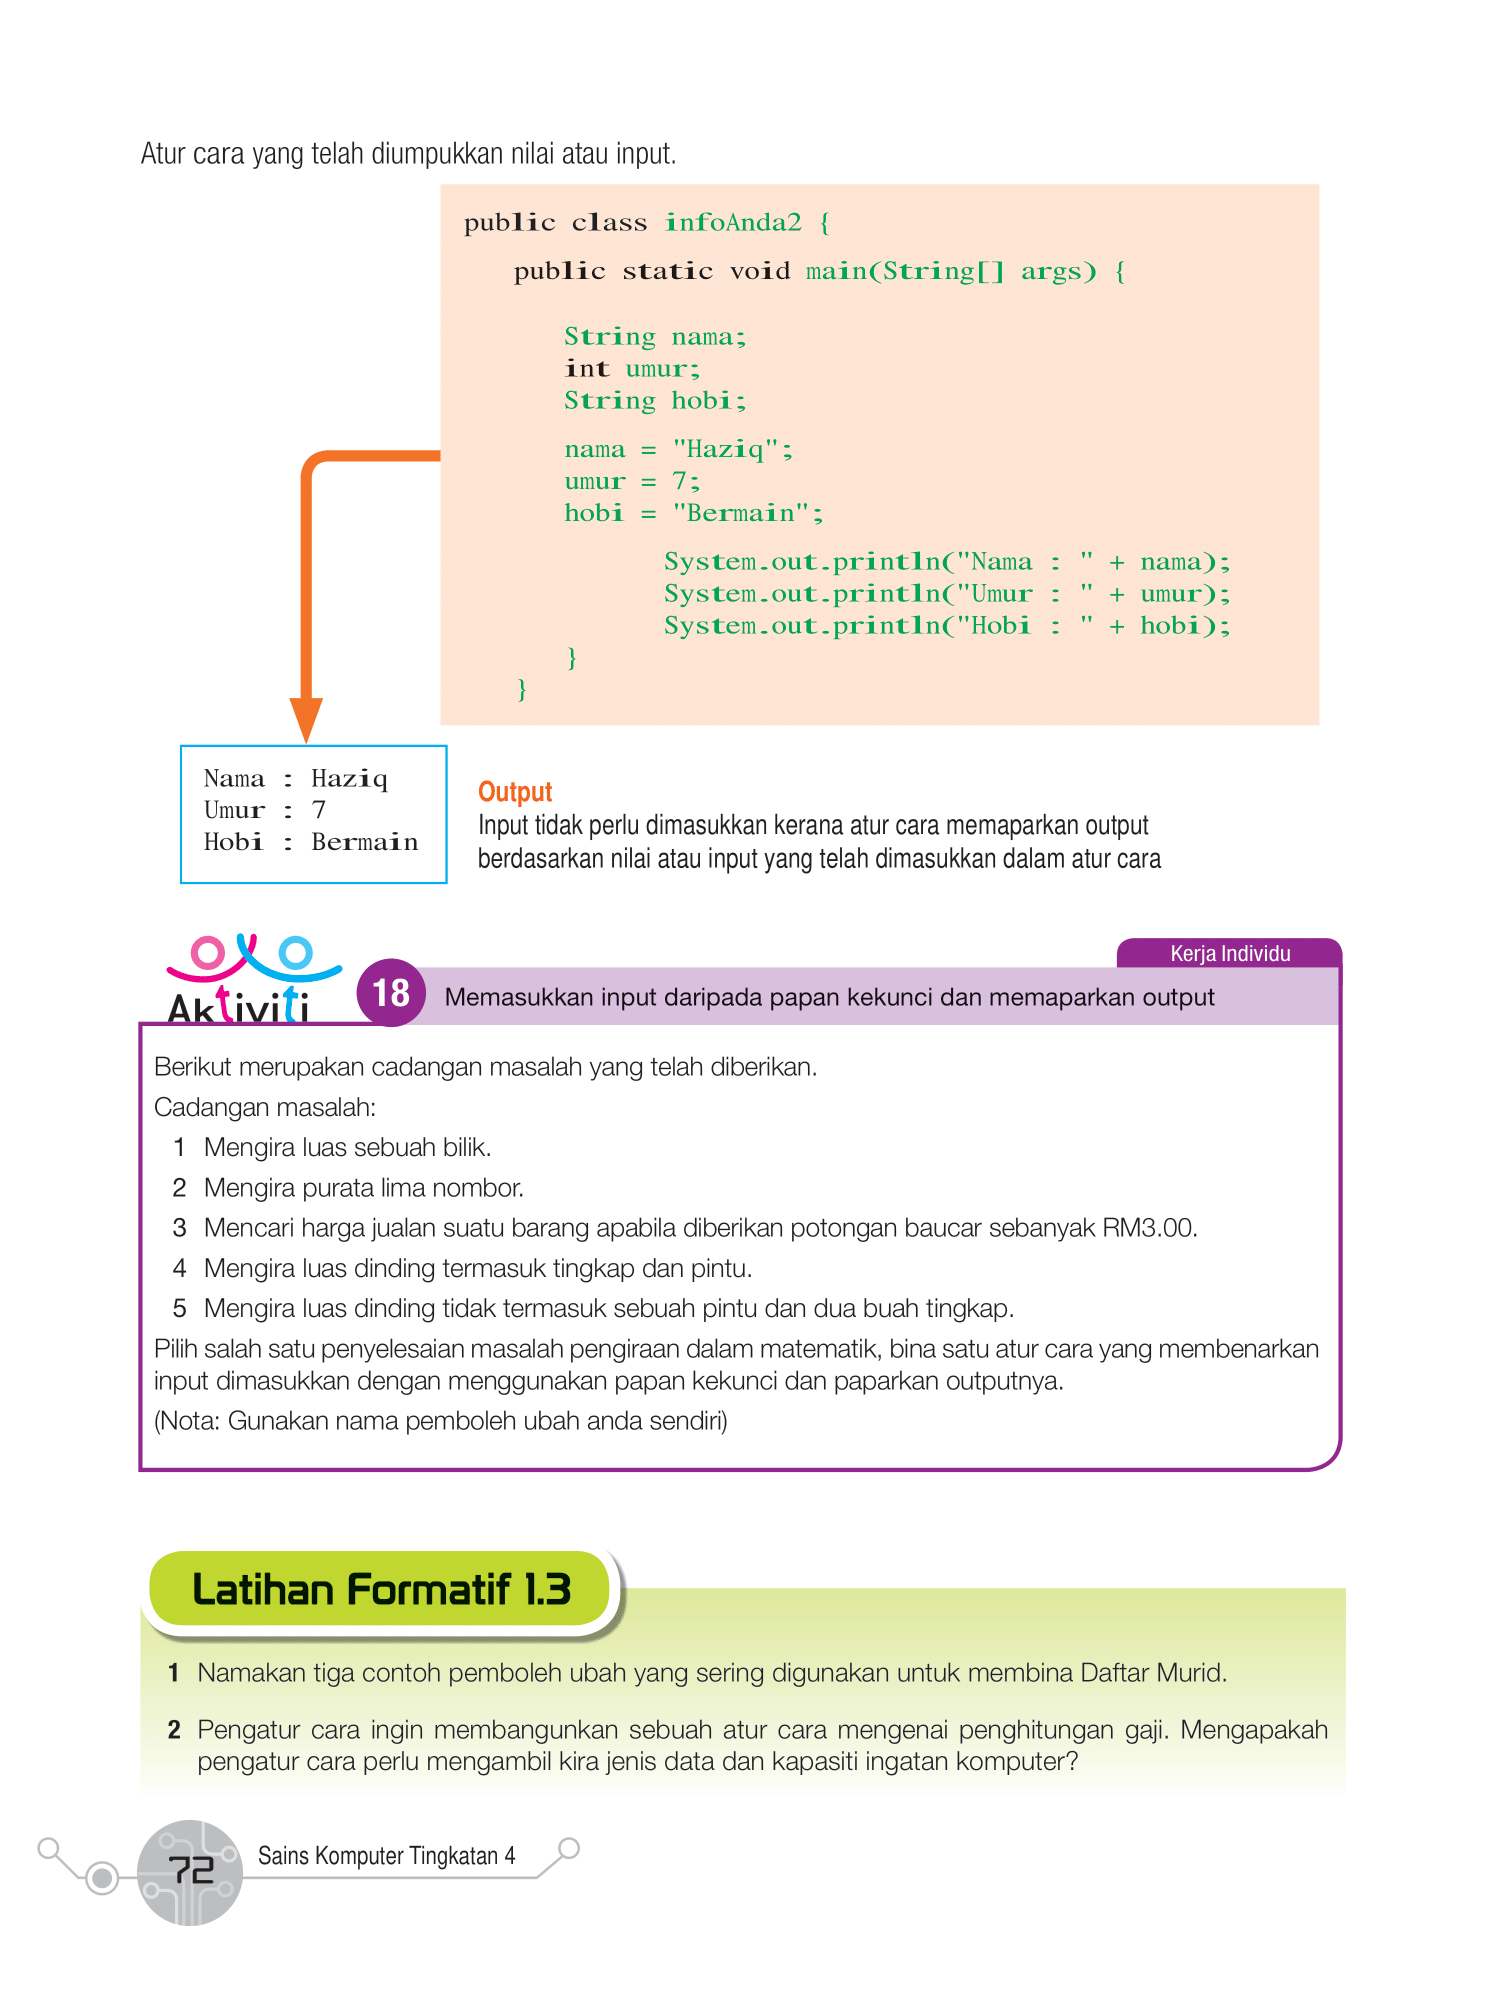 Atur cara yang telah diumpukkan nilai atau input.
public class infoAnda2 {
public static void main(String[] args) {
String nama;
int umur;
String hobi;
nama = "Haziq";
umur = 7;
hobi = "Bermain";
System.out.println("Nama : " + nama);
System.out.println("Umur : " + umur);
System.out.println("Hobi : " + hobi);
}
}
Nama : Haziq
Umur : 7
Hobi : Bermain
Output
Input tidak perlu dimasukkan kerana atur cara memaparkan output
berdasarkan nilai atau input yang telah dimasukkan dalam atur cara
Kerja Individu
Aktiviti 18 Memasukkan input daripada papan kekunci dan memaparkan output
Berikut merupakan cadangan masalah yang telah diberikan.
Cadangan masalah:
1 Mengira luas sebuah bilik.
2 Mengira purata lima nombor.
3 Mencari harga jualan suatu barang apabila diberikan potongan baucar sebanyak RM3.00.
4 Mengira luas dinding termasuk tingkap dan pintu.
5 Mengira luas dinding tidak termasuk sebuah pintu dan dua buah tingkap.
Pilih salah satu penyelesaian masalah pengiraan dalam matematik, bina satu atur cara yang membenarkan
input dimasukkan dengan menggunakan papan kekunci dan paparkan outputnya.
(Nota: Gunakan nama pemboleh ubah anda sendiri)
Latihan Formatif 1.3
1 Namakan tiga contoh pemboleh ubah yang sering digunakan untuk membina Daftar Murid.
2 Pengatur cara ingin membangunkan sebuah atur cara mengenai penghitungan gaji. Mengapakah
pengatur cara perlu mengambil kira jenis data dan kapasiti ingatan komputer?
72 Sains Komputer Tingkatan 4